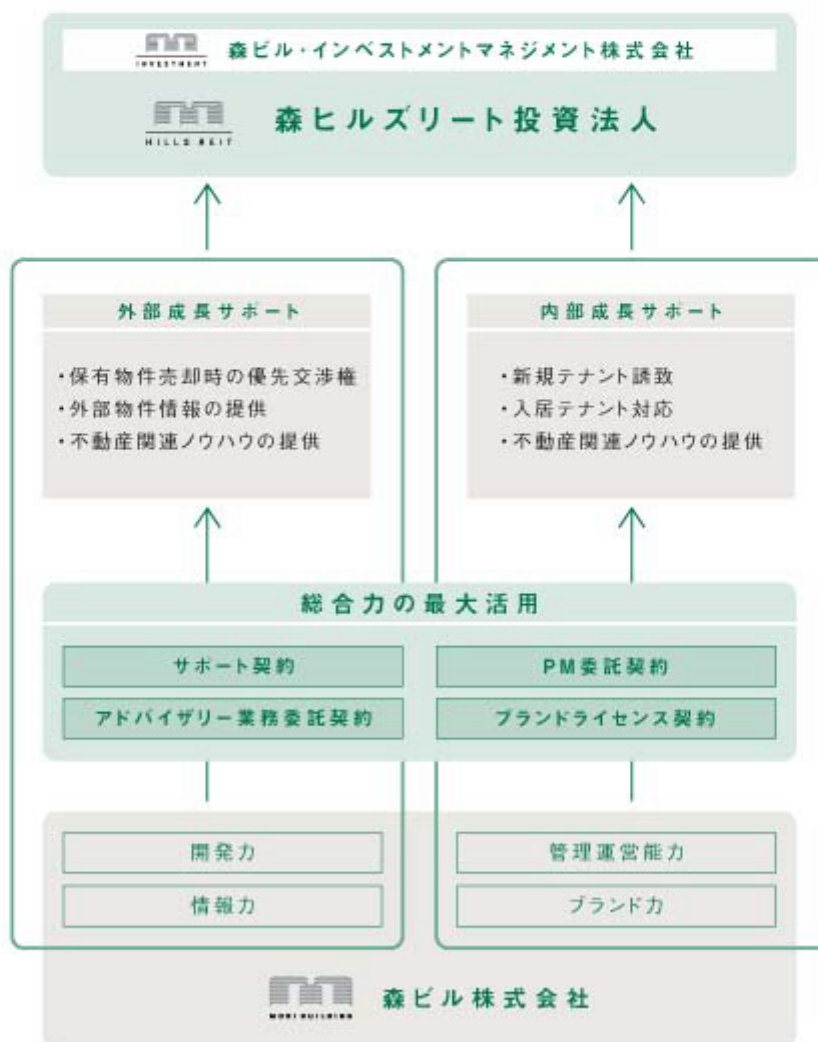 INVESTMENT
森ビル・インベストメントマネジメント株式会社
HILLS REIT
森ヒルズリート投資法人
外部成長サポート
・保有物件売却時の優先交渉権
・外部物件情報の提供
・不動産関連ノウハウの提供
内部成長サポート
・新規テナント誘致
・入居テナント対応
・不動産関連ノウハウの提供
総合力の最大活用
サポート契約
PM委託契約
アドバイザリー業務委託契約
ブランドライセンス契約
開発力
管理運営能力
情報力
ブランド力
MORI BUILDING
森ビル株式会社